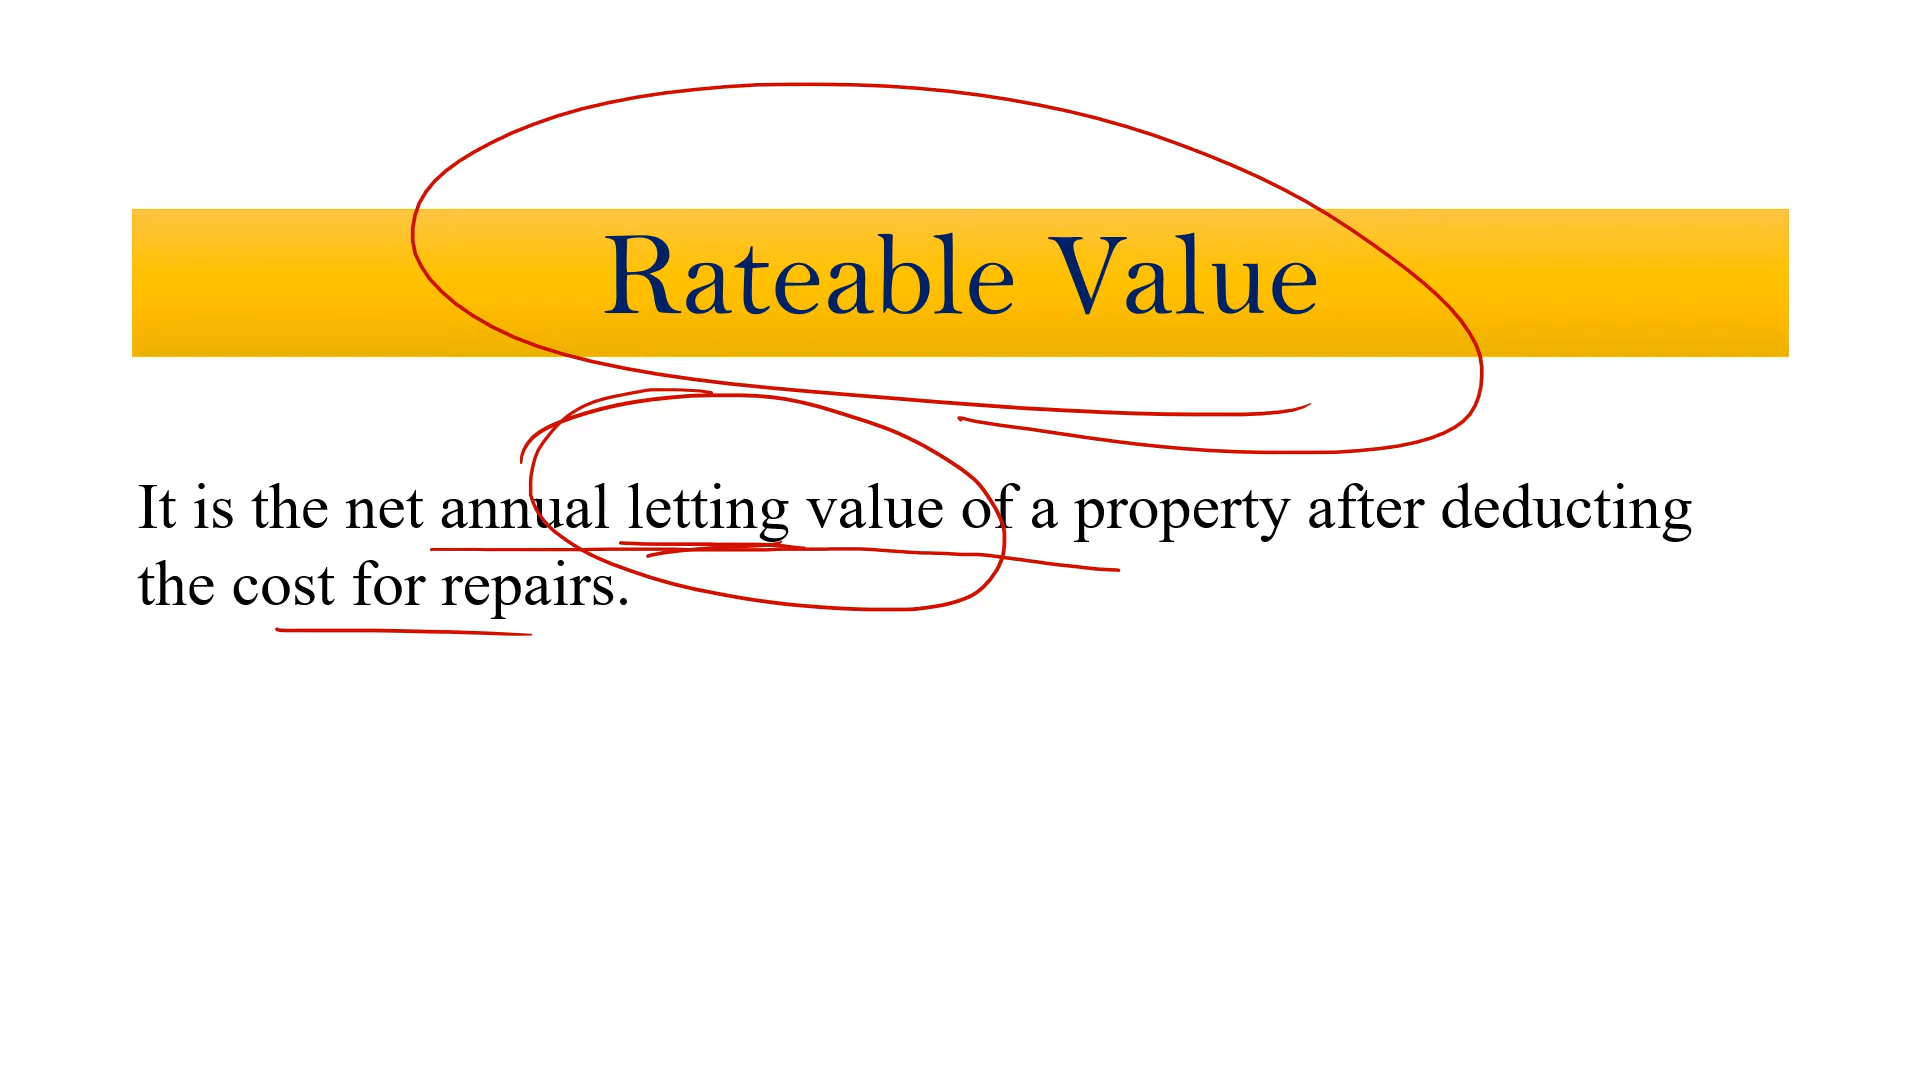 Rateable Value
It is the net annual letting value of a property after deducting
the cost for repairs.